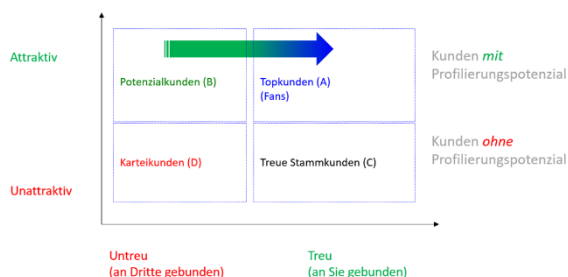 Attraktiv
Potenzialkunden (B)
Topkunden (A)
(Fans)
Kunden mit
Profilierungspotenzial
Karteikunden (D)
Treue Stammkunden (C)
Kunden ohne
Profilierungspotenzial
Unattraktiv
Untreu
(an Dritte gebunden)
Treu
(an Sie gebunden)